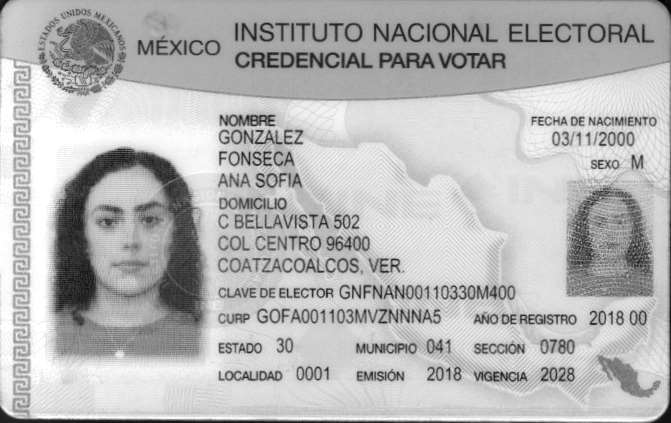 ESTADOS UNIDOS MEXICANOS
MÉXICO INSTITUTO NACIONAL ELECTORAL
CREDENCIAL PARA VOTAR
NOMBRE
GONZALEZ
FONSECA
ANA SOFIA
FECHA DE NACIMIENTO
03/11/2000
SEXO M
DOMICILIO
C BELLAVISTA 502
COL CENTRO 96400
COATZACOALCOS, VER.
CLAVE DE ELECTOR GNFNAN00110330M400
CURP GOFA001103MVZNNNA5 AÑO DE REGISTRO 2018 00
ESTADO 30 MUNICIPIO 041 SECCIÓN 0780
LOCALIDAD 0001 EMISIÓN 2018 VIGENCIA 2028